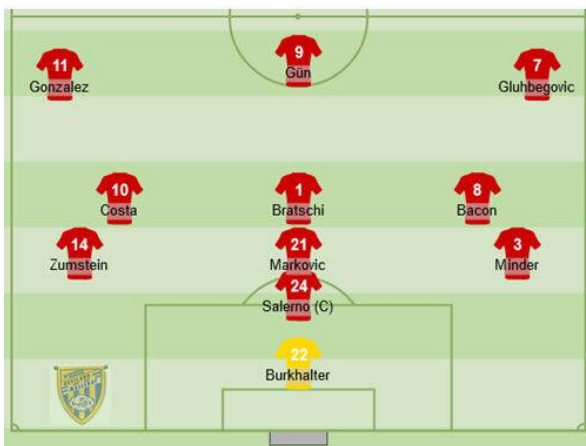 9
Gün
11
Gonzalez
7
Gluhbegovic
10
Costa
1
Bratschi
8
Bacon
14
Zumstein
21
Markovic
3
Minder
24
Salerno (C)
22
Burkhalter